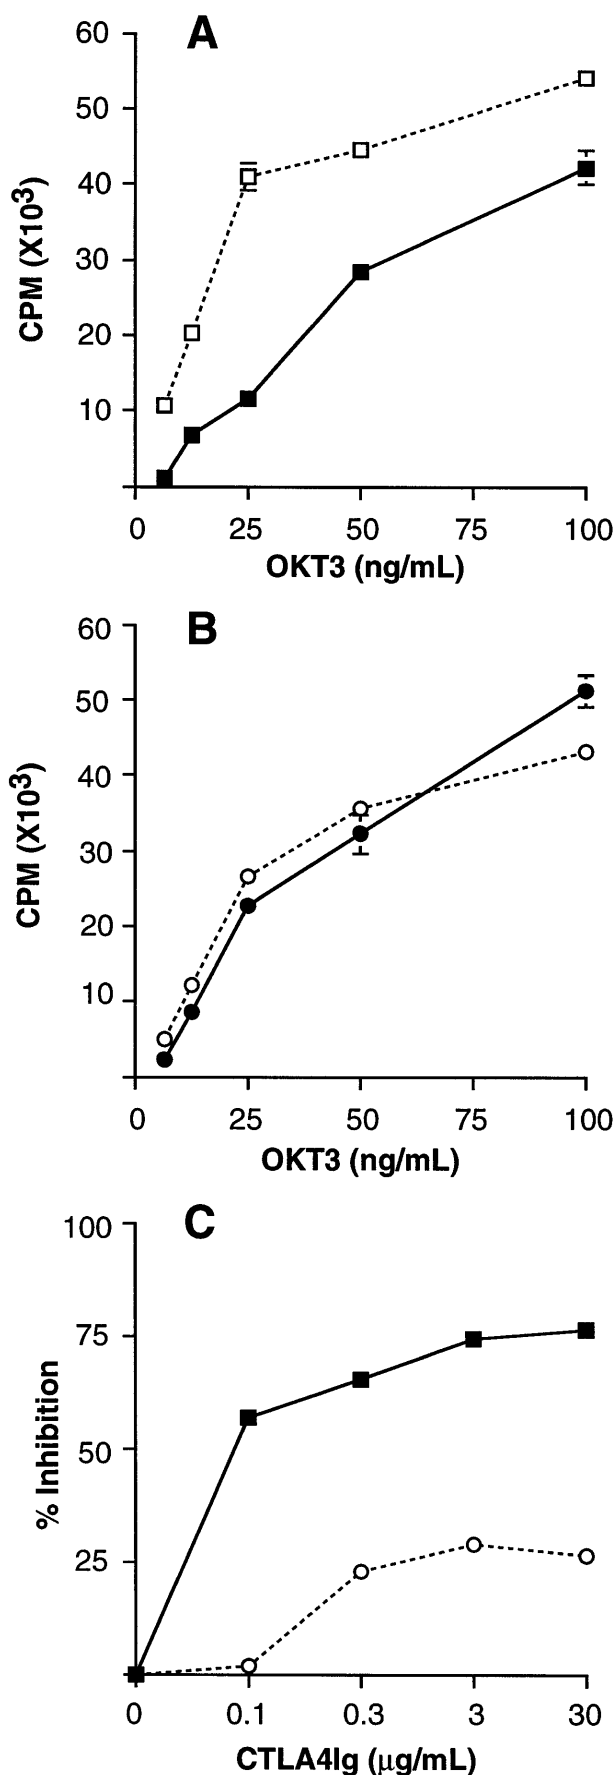 A
60
50
40
30
20
10
CPM (X10³)
0 25 50 75 100
OKT3 (ng/mL)
B
60
50
40
30
20
10
CPM (X10³)
0 25 50 75 100
OKT3 (ng/mL)
C
100
75
50
25
% Inhibition
0 0.1 0.3 3 30
CTLA4Ig (μg/mL)